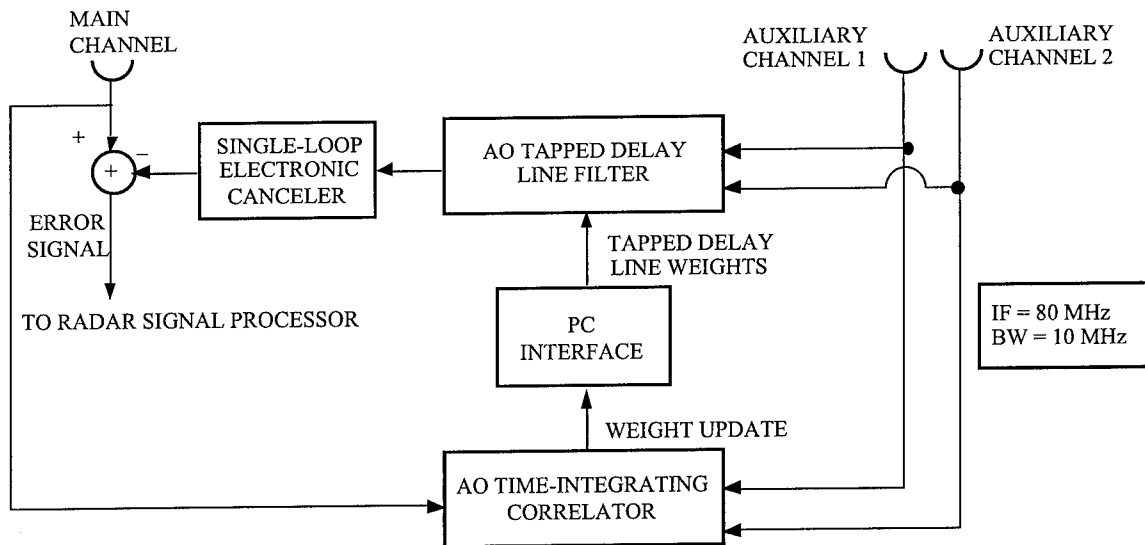 MAIN
CHANNEL
AUXILIARY
CHANNEL 1
AUXILIARY
CHANNEL 2
+
−
+
SINGLE-LOOP
ELECTRONIC
CANCELER
AO TAPPED DELAY
LINE FILTER
ERROR
SIGNAL
TAPPED DELAY
LINE WEIGHTS
TO RADAR SIGNAL PROCESSOR
PC
INTERFACE
IF = 80 MHz
BW = 10 MHz
WEIGHT UPDATE
AO TIME-INTEGRATING
CORRELATOR